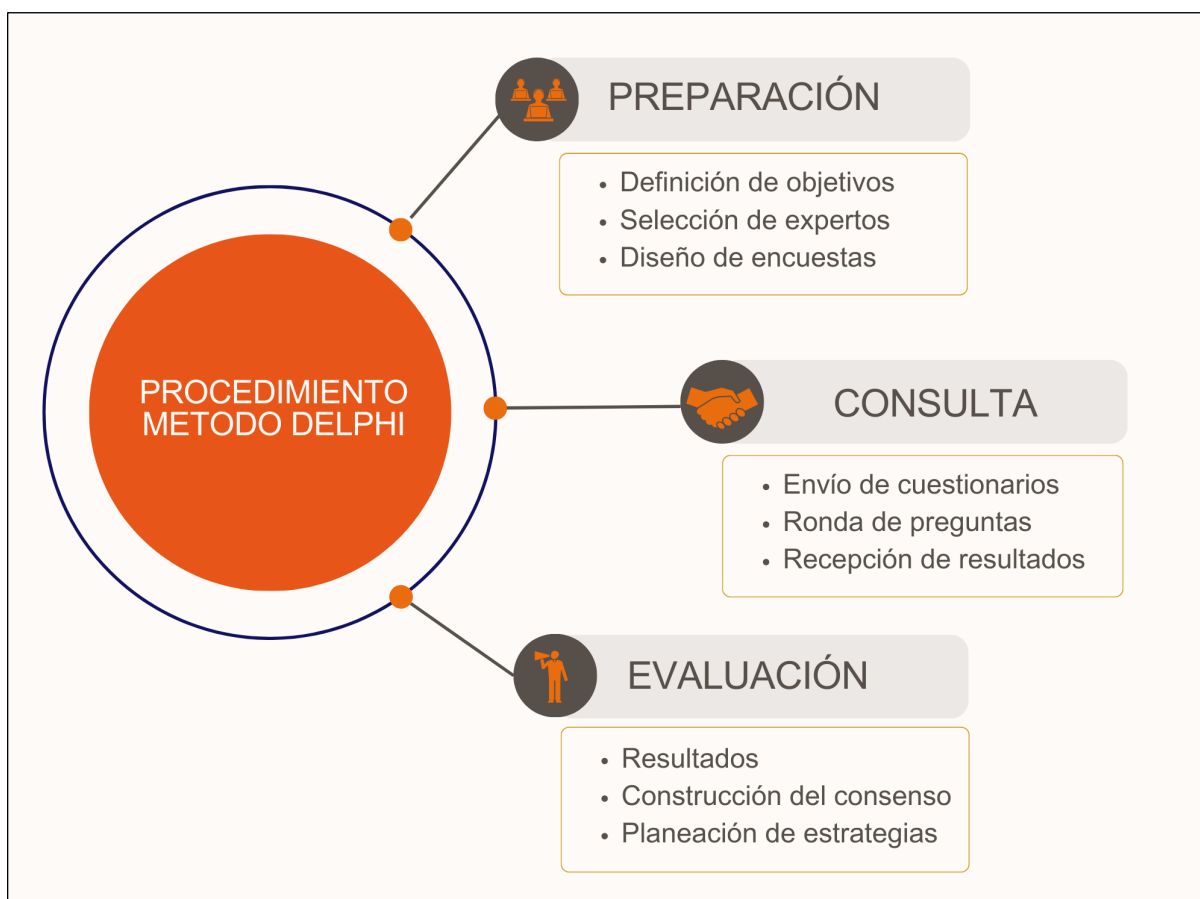 PROCEDIMIENTO
METODO DELPHI
PREPARACIÓN
• Definición de objetivos
• Selección de expertos
• Diseño de encuestas
CONSULTA
• Envío de cuestionarios
• Ronda de preguntas
• Recepción de resultados
EVALUACIÓN
• Resultados
• Construcción del consenso
• Planeación de estrategias